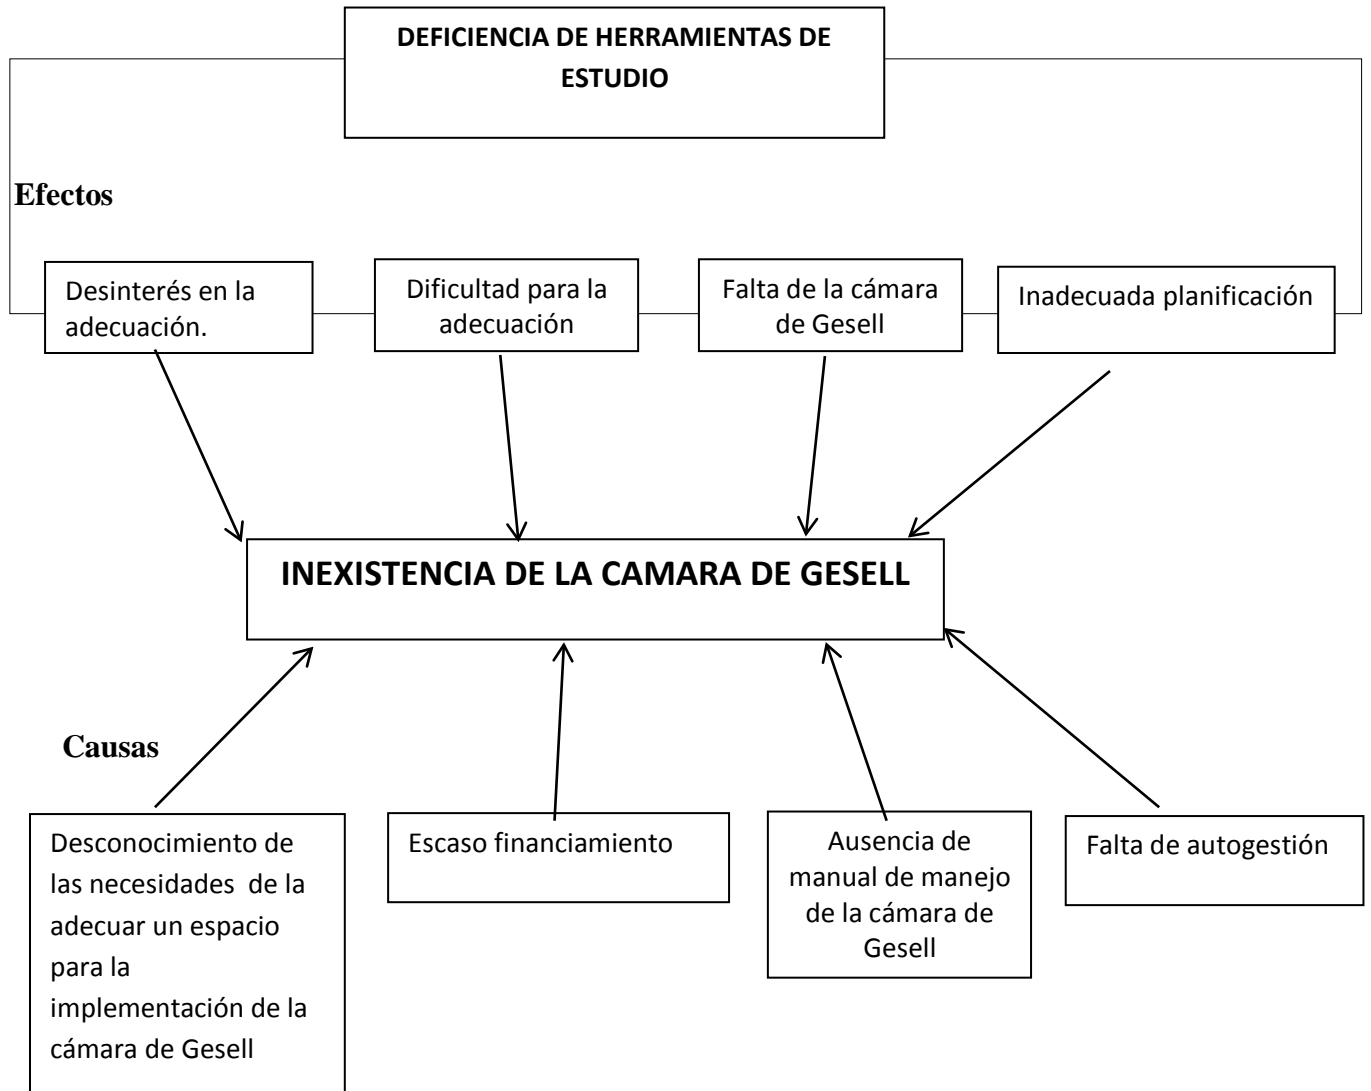 DEFICIENCIA DE HERRAMIENTAS DE
ESTUDIO
Efectos
Desinterés en la
adecuación.
Dificultad para la
adecuación
Falta de la cámara
de Gesell
Inadecuada planificación
INEXISTENCIA DE LA CAMARA DE GESELL
Causas
Desconocimiento de
las necesidades de la
adecuar un espacio
para la
implementación de la
cámara de Gesell
Escaso financiamiento
Ausencia de
manual de manejo
de la cámara de
Gesell
Falta de autogestión